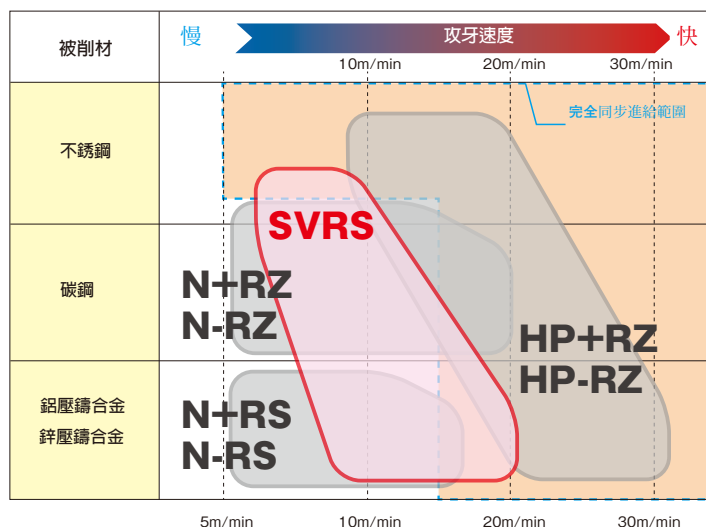 被削材
慢
攻牙速度
快
10m/min
20m/min
30m/min
完全同步進給範圍
不銹鋼
SVRS
碳鋼
N+RZ
N-RZ
HP+RZ
HP-RZ
鋁壓鑄合金
鋅壓鑄合金
N+RS
N-RS
5m/min
10m/min
20m/min
30m/min